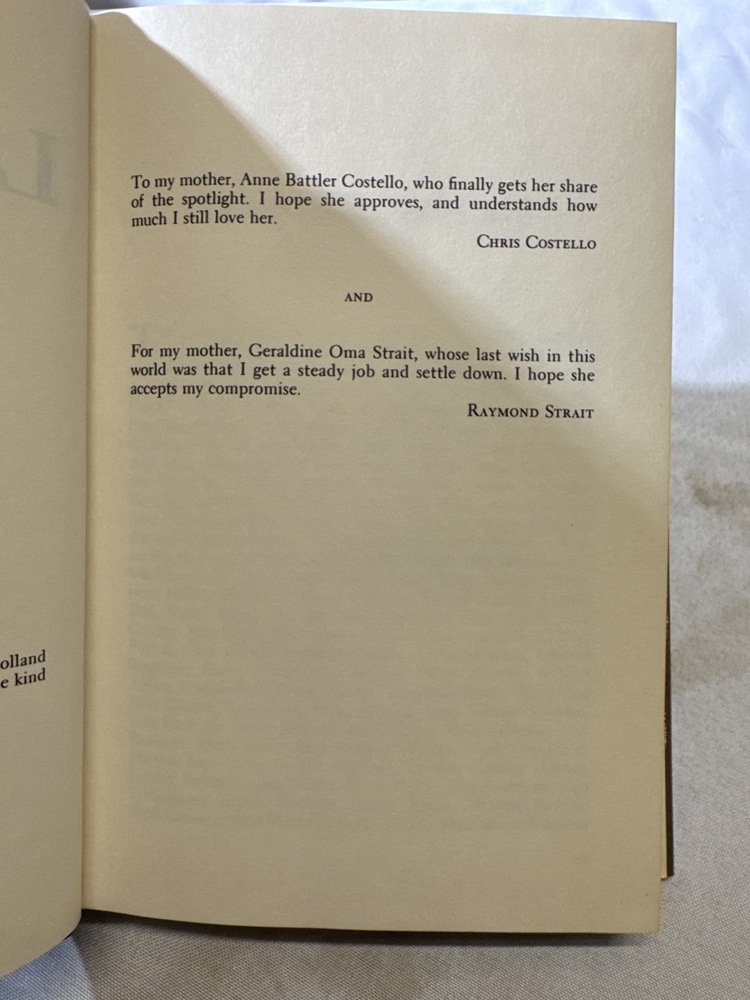 To my mother, Anne Battler Costello, who finally gets her share
of the spotlight. I hope she approves, and understands how
much I still love her.
CHRIS COSTELLO
AND
For my mother, Geraldine Oma Strait, whose last wish in this
world was that I get a steady job and settle down. I hope she
accepts my compromise.
RAYMOND STRAIT
olland
e kind